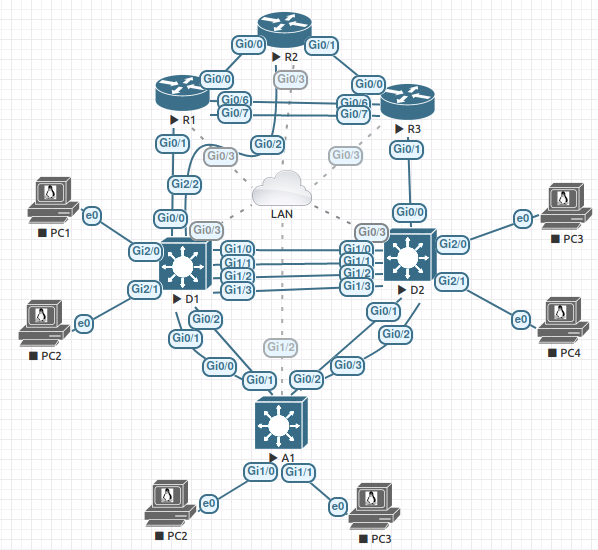 Gi0/0
Gi0/1
▶ R2
Gi0/0
Gi0/3
Gi0/0
Gi0/6
Gi0/6
Gi0/7
Gi0/7
▶ R1
▶ R3
Gi0/1
Gi0/2
Gi0/1
Gi0/3
Gi0/3
Gi2/2
LAN
e0
Gi0/0
Gi0/0
e0
PC1
Gi0/3
Gi0/3
PC3
Gi2/0
Gi1/0
Gi1/0
Gi2/0
Gi1/1
Gi1/1
Gi1/2
Gi1/2
Gi2/1
Gi1/3
Gi1/3
Gi2/1
▶ D1
▶ D2
e0
Gi0/2
Gi0/1
e0
PC2
Gi0/1
Gi0/2
PC4
Gi1/2
Gi0/0
Gi0/3
Gi0/1
Gi0/2
▶ A1
Gi1/0
Gi1/1
e0
e0
PC2
PC3